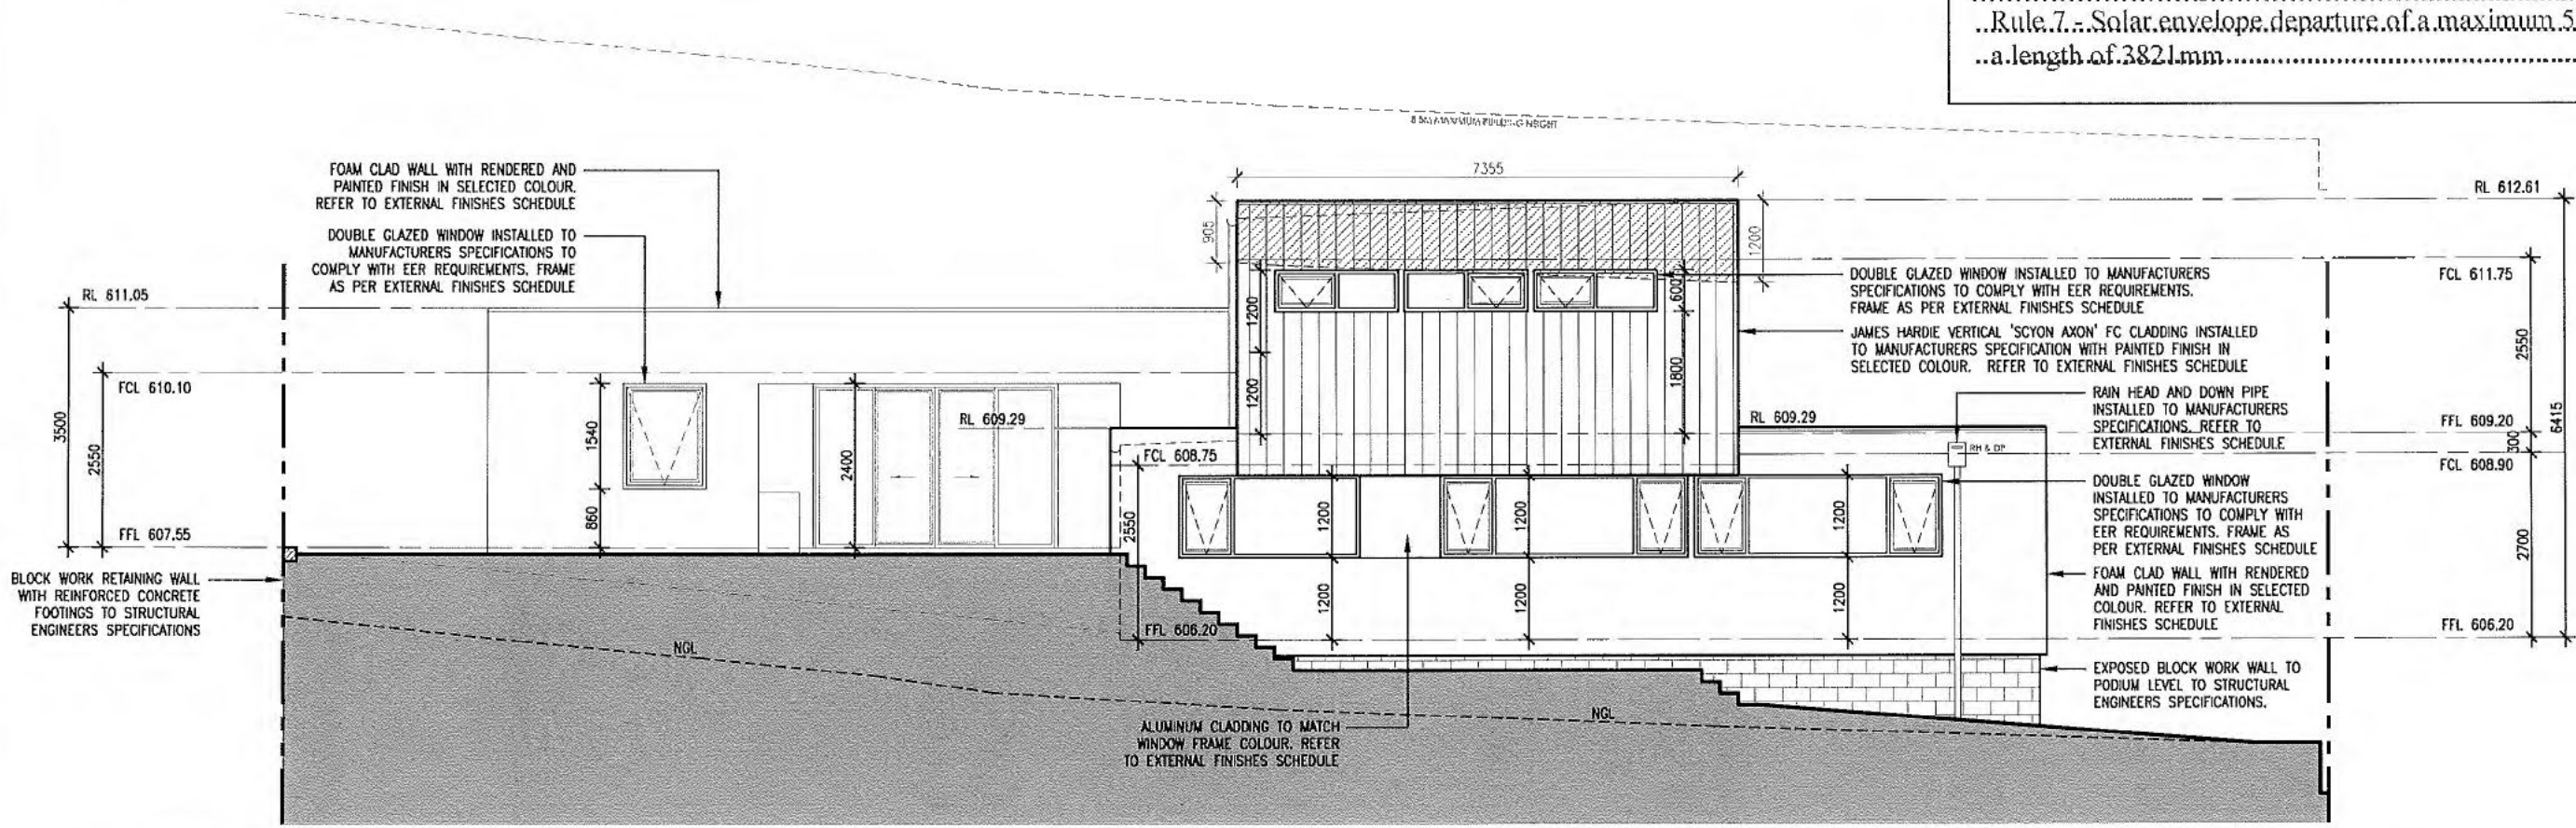 ..Rule.7.-.Solar.envelope.departure.of.a.maximum.5
..a.length.of.3821mm
8.5M MAXIMUM BUILDING HEIGHT
7355
FOAM CLAD WALL WITH RENDERED AND
PAINTED FINISH IN SELECTED COLOUR.
REFER TO EXTERNAL FINISHES SCHEDULE
DOUBLE GLAZED WINDOW INSTALLED TO
MANUFACTURERS SPECIFICATIONS TO
COMPLY WITH EER REQUIREMENTS. FRAME
AS PER EXTERNAL FINISHES SCHEDULE
RL 612.61
905
1200
RL 611.05
FCL 611.75
DOUBLE GLAZED WINDOW INSTALLED TO MANUFACTURERS
SPECIFICATIONS TO COMPLY WITH EER REQUIREMENTS.
FRAME AS PER EXTERNAL FINISHES SCHEDULE
JAMES HARDIE VERTICAL 'SCYON AXON' FC CLADDING INSTALLED
TO MANUFACTURERS SPECIFICATION WITH PAINTED FINISH IN
SELECTED COLOUR. REFER TO EXTERNAL FINISHES SCHEDULE
600
1200
1200
1800
2550
6415
FCL 610.10
3500
2550
1540
860
2400
RL 609.29
RL 609.29
RAIN HEAD AND DOWN PIPE
INSTALLED TO MANUFACTURERS
SPECIFICATIONS. REFER TO
EXTERNAL FINISHES SCHEDULE
RH & DP
FFL 609.20
300
FCL 608.90
FCL 608.75
2550
1200
1200
1200
DOUBLE GLAZED WINDOW
INSTALLED TO MANUFACTURERS
SPECIFICATIONS TO COMPLY WITH
EER REQUIREMENTS. FRAME AS
PER EXTERNAL FINISHES SCHEDULE
2700
FFL 607.55
BLOCK WORK RETAINING WALL
WITH REINFORCED CONCRETE
FOOTINGS TO STRUCTURAL
ENGINEERS SPECIFICATIONS
1200
1200
1200
FOAM CLAD WALL WITH RENDERED
AND PAINTED FINISH IN SELECTED
COLOUR. REFER TO EXTERNAL
FINISHES SCHEDULE
FFL 606.20
FFL 606.20
NGL
EXPOSED BLOCK WORK WALL TO
PODIUM LEVEL TO STRUCTURAL
ENGINEERS SPECIFICATIONS.
NGL
ALUMINUM CLADDING TO MATCH
WINDOW FRAME COLOUR. REFER
TO EXTERNAL FINISHES SCHEDULE